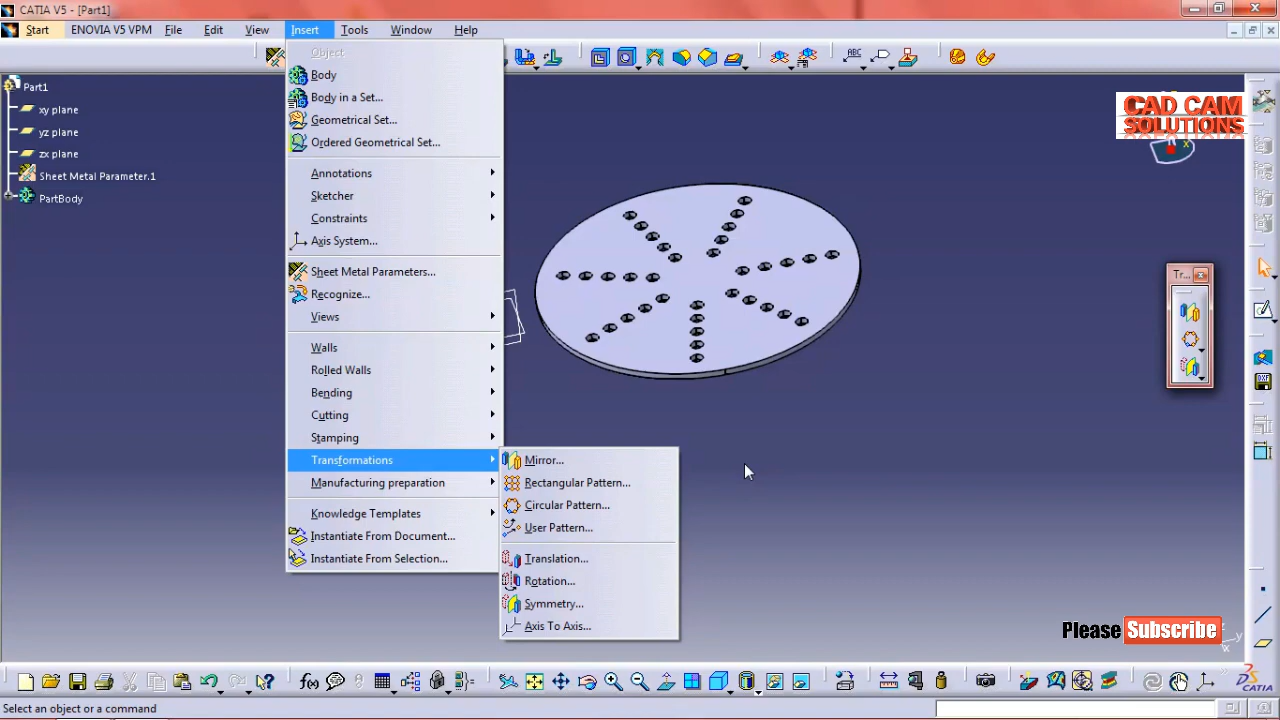 CATIA V5 - [Part1]
Start ENOVIA V5 VPM File Edit View Insert Tools Window Help
Object
Body
Body in a Set...
Geometrical Set...
Ordered Geometrical Set...
Annotations
Sketcher
Constraints
Axis System...
Sheet Metal Parameters...
Recognize...
Views
Walls
Rolled Walls
Bending
Cutting
Stamping
Transformations
Manufacturing preparation
Knowledge Templates
Instantiate From Document...
Instantiate From Selection...
Mirror...
Rectangular Pattern...
Circular Pattern...
User Pattern...
Translation...
Rotation...
Symmetry...
Axis To Axis...
Part1
xy plane
yz plane
zx plane
Sheet Metal Parameter.1
PartBody
ABC
CAD CAM
SOLUTIONS
x
Tr...
DXF
Please Subscribe
y
x
f(x)
CATIA
Select an object or a command